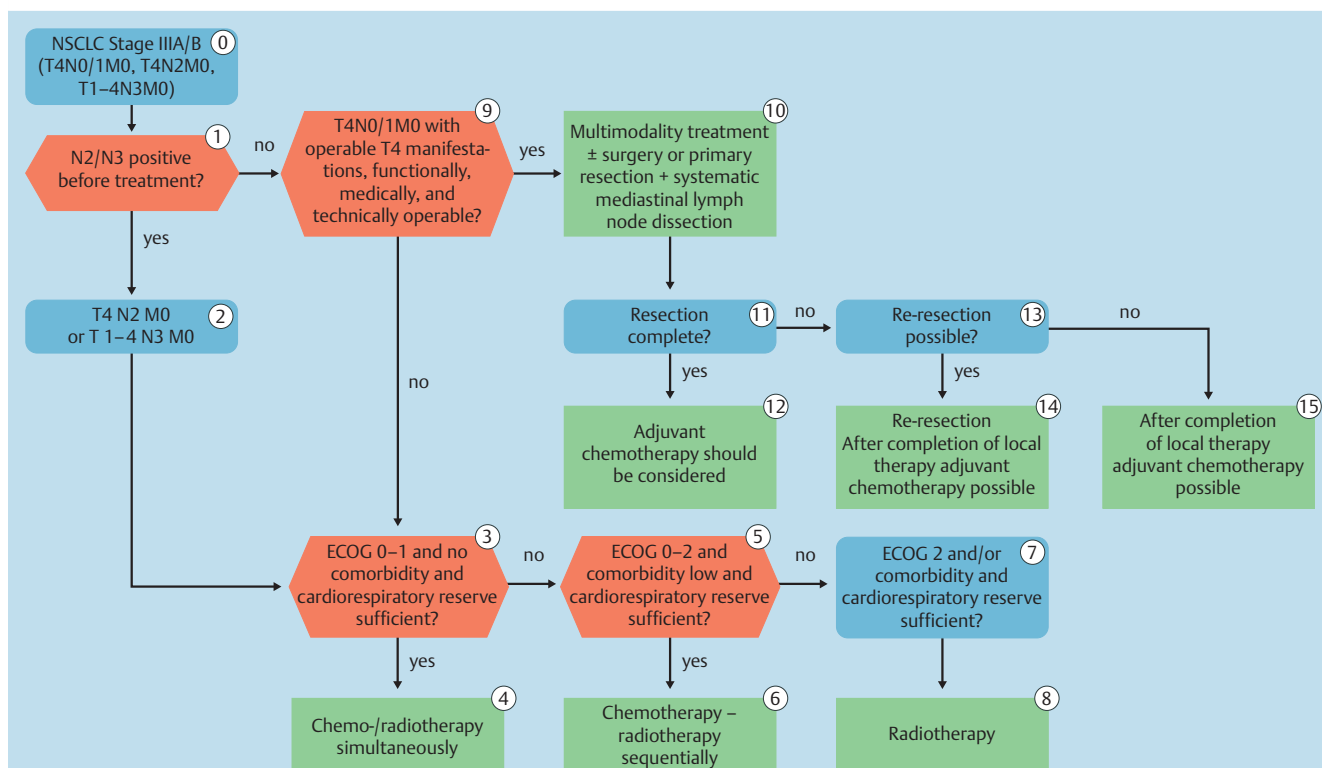 NSCLC Stage IIIA/B
(T4N0/1M0, T4N2M0,
T1–4N3M0)
0
N2/N3 positive
before treatment?
1
no
yes
T4N0/1M0 with
operable T4 manifesta-
tions, functionally,
medically, and
technically operable?
9
yes
no
Multimodality treatment
± surgery or primary
resection + systematic
mediastinal lymph
node dissection
10
T4 N2 M0
or T 1–4 N3 M0
2
Resection
complete?
11
no
yes
Re-resection
possible?
13
no
yes
Adjuvant
chemotherapy should
be considered
12
Re-resection
After completion of local
therapy adjuvant
chemotherapy possible
14
After completion
of local therapy
adjuvant chemotherapy
possible
15
ECOG 0–1 and no
comorbidity and
cardiorespiratory reserve
sufficient?
3
no
yes
ECOG 0–2 and
comorbidity low and
cardiorespiratory reserve
sufficient?
5
no
yes
ECOG 2 and/or
comorbidity and
cardiorespiratory reserve
sufficient?
7
Chemo-/radiotherapy
simultaneously
4
Chemotherapy –
radiotherapy
sequentially
6
Radiotherapy
8